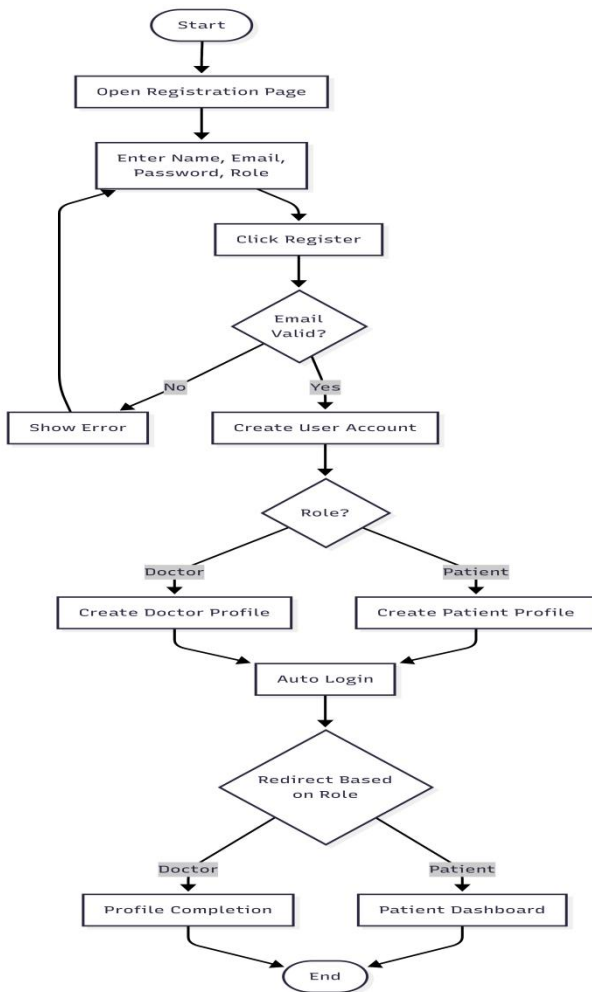 Start
Open Registration Page
Enter Name, Email,
Password, Role
Click Register
Email
Valid?
No
Yes
Show Error
Create User Account
Role?
Doctor
Patient
Create Doctor Profile
Create Patient Profile
Auto Login
Redirect Based
on Role
Doctor
Patient
Profile Completion
Patient Dashboard
End